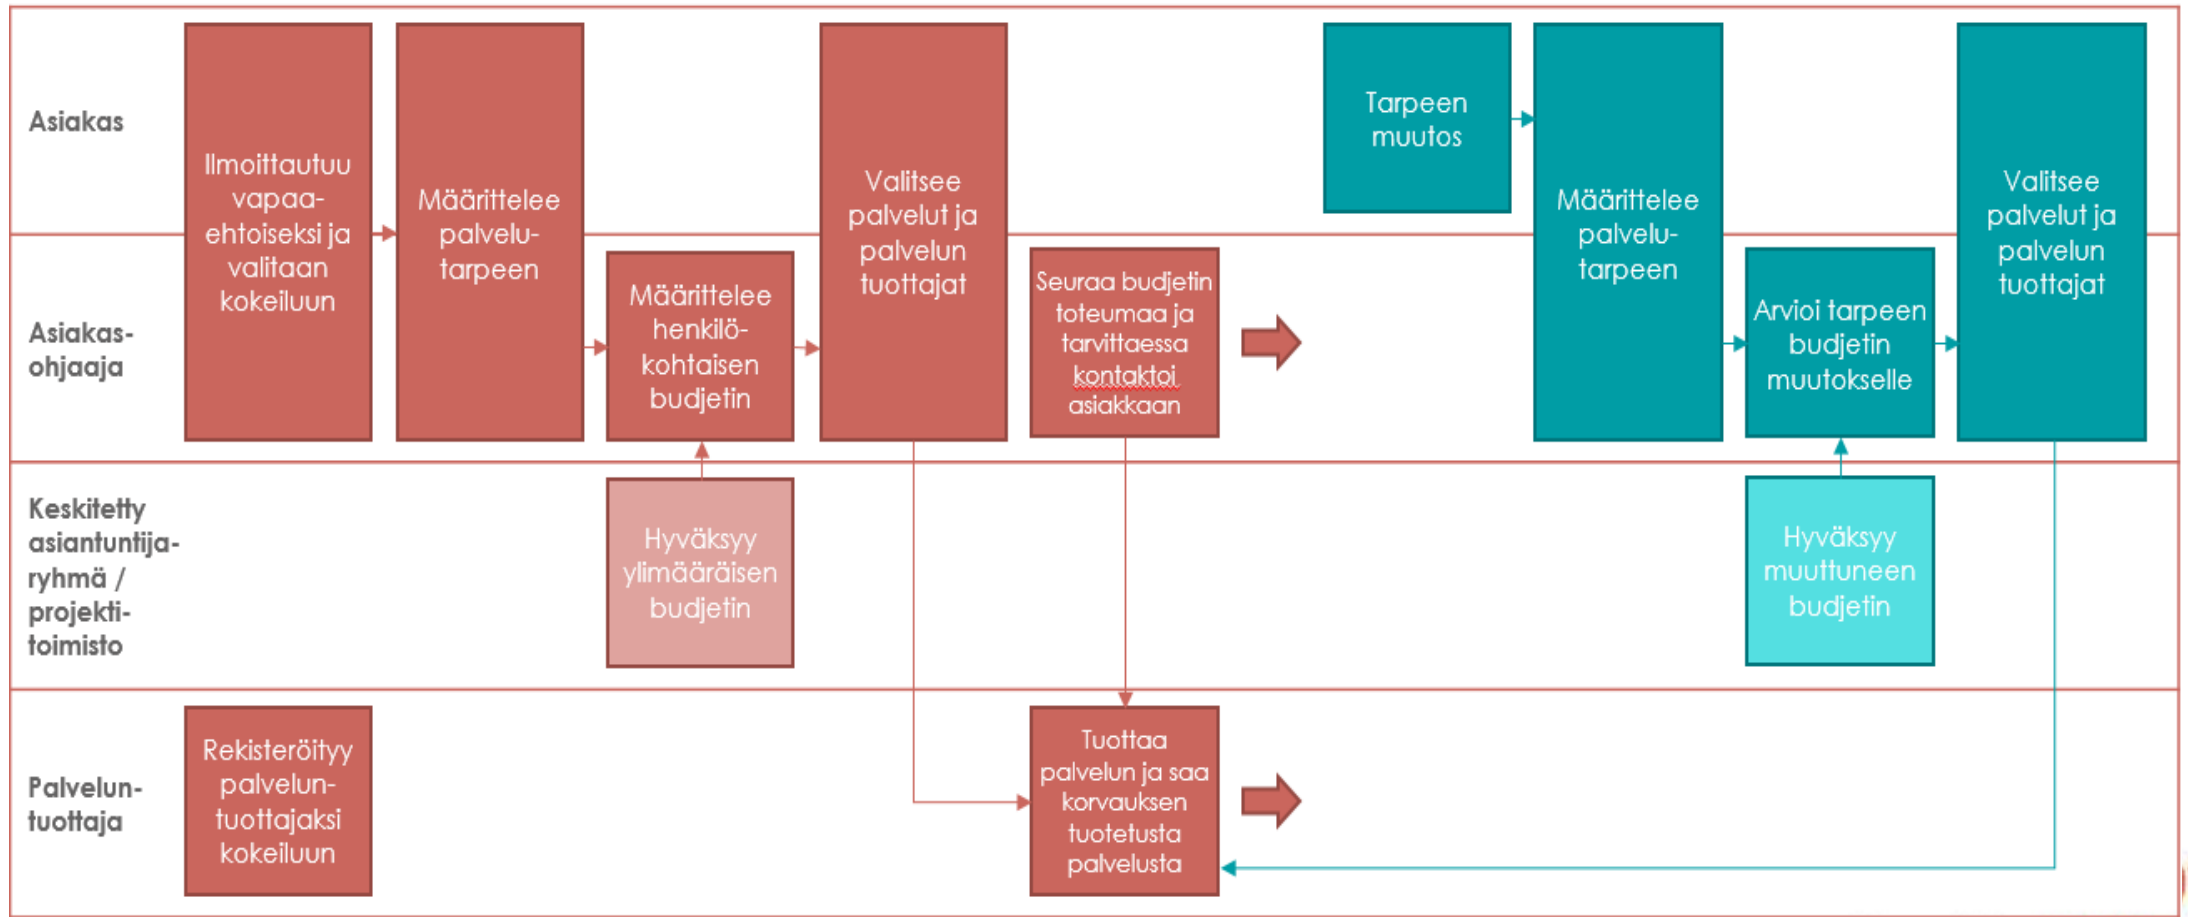 Asiakas
Ilmoittautuu
vapaa-
ehtoiseksi ja
valitaan
kokeiluun
Määrittelee
palvelu-
tarpeen
Valitsee
palvelut ja
palvelun
tuottajat
Tarpeen
muutos
Määrittelee
palvelu-
tarpeen
Valitsee
palvelut ja
palvelun
tuottajat
Asiakas-
ohjaaja
Määrittelee
henkilö-
kohtaisen
budjetin
Seuraa budjetin
toteumaa ja
tarvittaessa
kontaktoi
asiakkaan
Arvioi tarpeen
budjetin
muutokselle
Keskitetty
asiantuntija-
ryhmä /
projekti-
toimisto
Hyväksyy
ylimääräisen
budjetin
Hyväksyy
muuttuneen
budjetin
Palvelun-
tuottaja
Rekisteröityy
palvelun-
tuottajaksi
kokeiluun
Tuottaa
palvelun ja saa
korvauksen
tuotetusta
palvelusta